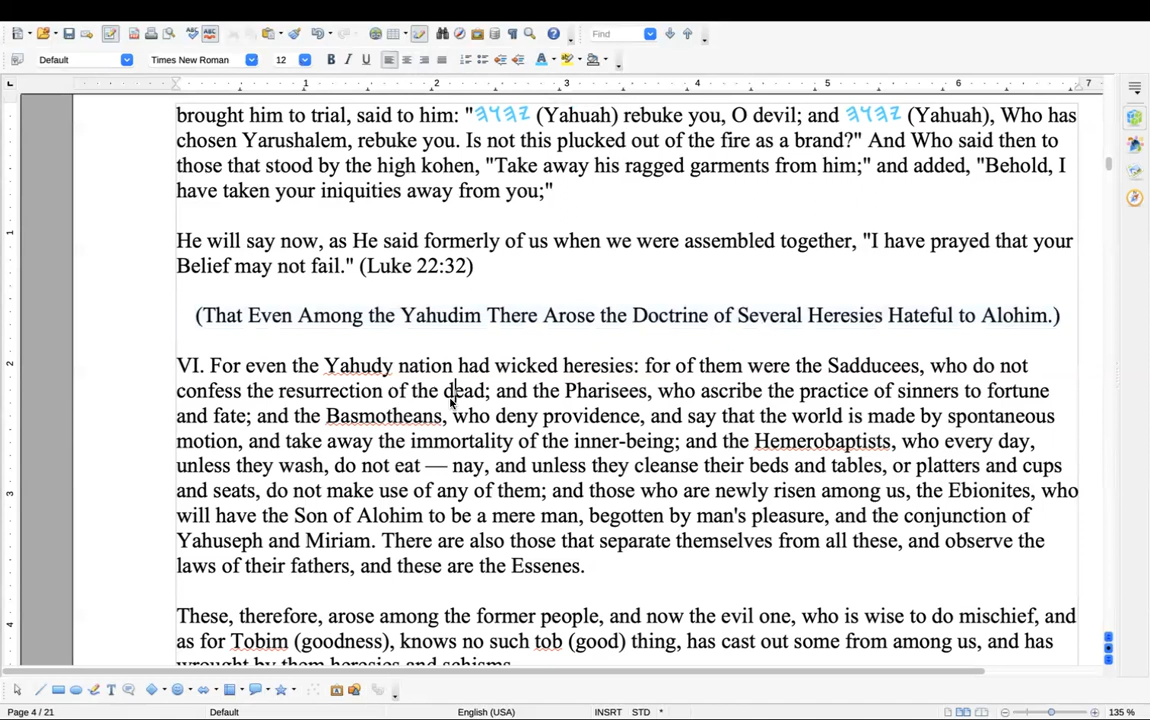 Find
Default
Times New Roman
12
1 2 3 4 5 6 7
brought him to trial, said to him: "𐤉𐤄𐤅𐤄 (Yahuah) rebuke you, O devil; and 𐤉𐤄𐤅𐤄 (Yahuah), Who has
chosen Yarushalem, rebuke you. Is not this plucked out of the fire as a brand?" And Who said then to
those that stood by the high kohen, "Take away his ragged garments from him;" and added, "Behold, I
have taken your iniquities away from you;"
He will say now, as He said formerly of us when we were assembled together, "I have prayed that your
Belief may not fail." (Luke 22:32)
(That Even Among the Yahudim There Arose the Doctrine of Several Heresies Hateful to Alohim.)
VI. For even the Yahudy nation had wicked heresies: for of them were the Sadducees, who do not
confess the resurrection of the dead; and the Pharisees, who ascribe the practice of sinners to fortune
and fate; and the Basmotheans, who deny providence, and say that the world is made by spontaneous
motion, and take away the immortality of the inner-being; and the Hemerobaptists, who every day,
unless they wash, do not eat — nay, and unless they cleanse their beds and tables, or platters and cups
and seats, do not make use of any of them; and those who are newly risen among us, the Ebionites, who
will have the Son of Alohim to be a mere man, begotten by man's pleasure, and the conjunction of
Yahuseph and Miriam. There are also those that separate themselves from all these, and observe the
laws of their fathers, and these are the Essenes.
These, therefore, arose among the former people, and now the evil one, who is wise to do mischief, and
as for Tobim (goodness), knows no such tob (good) thing, has cast out some from among us, and has
wrought by them heresies and schisms.
Page 4 / 21
Default
English (USA)
INSRT
STD
*
135 %